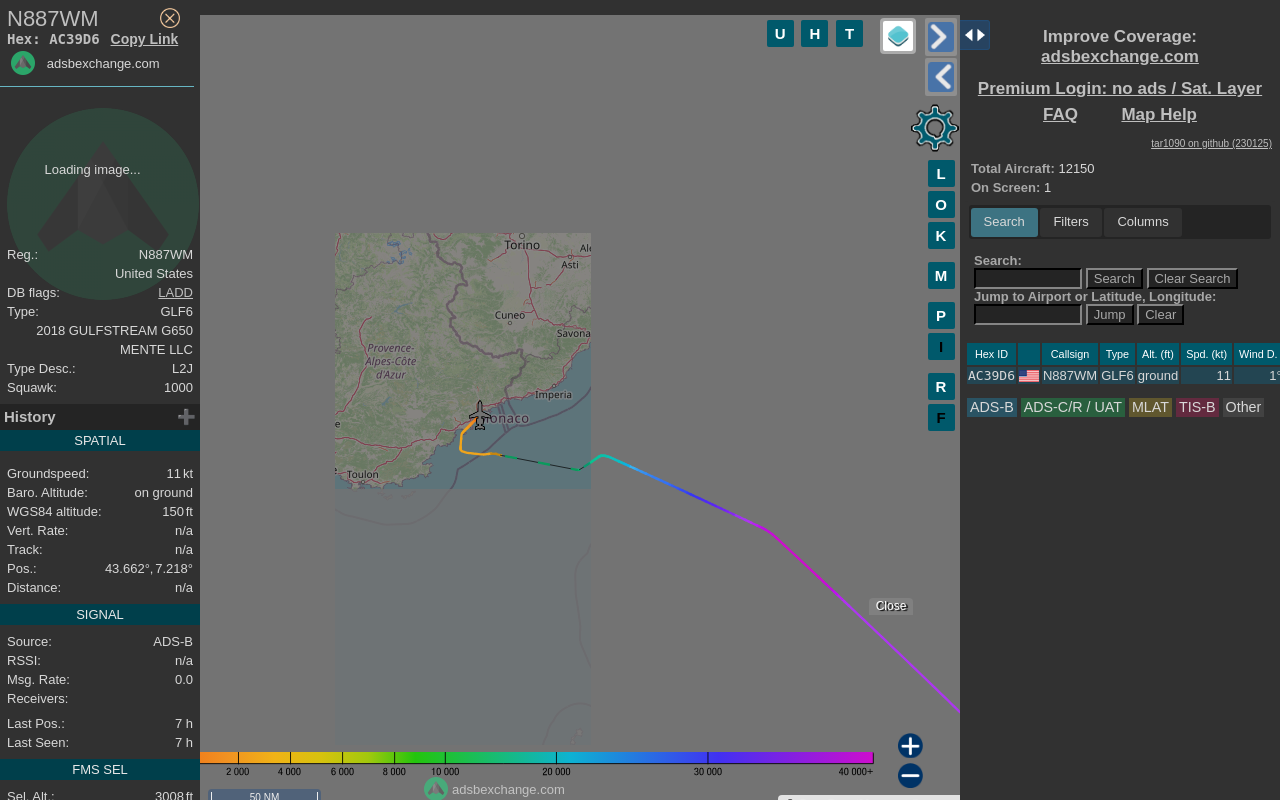 N887WM
Hex: AC39D6 Copy Link
adsbexchange.com
Loading image...
Reg.: N887WM
United States
DB flags: LADD
Type: GLF6
2018 GULFSTREAM G650
MENTE LLC
Type Desc.: L2J
Squawk: 1000
History
SPATIAL
Groundspeed: 11 kt
Baro. Altitude: on ground
WGS84 altitude: 150 ft
Vert. Rate: n/a
Track: n/a
Pos.: 43.662°, 7.218°
Distance: n/a
SIGNAL
Source: ADS-B
RSSI: n/a
Msg. Rate: 0.0
Receivers:
Last Pos.: 7 h
Last Seen: 7 h
FMS SEL
Sel. Alt.: 3008 ft
U H T
L
O
K
M
P
I
R
F
Torino
Asti
Cuneo
Savona
Provence-
Alpes-Côte
d'Azur
Imperia
Toulon
Close
2 000 4 000 6 000 8 000 10 000 20 000 30 000 40 000+
adsbexchange.com
50 NM
Improve Coverage:
adsbexchange.com
Premium Login: no ads / Sat. Layer
FAQ Map Help
tar1090 on github (230125)
Total Aircraft: 12150
On Screen: 1
Search Filters Columns
Search:
Search Clear Search
Jump to Airport or Latitude, Longitude:
Jump Clear
Hex ID Callsign Type Alt. (ft) Spd. (kt) Wind D.
AC39D6 N887WM GLF6 ground 11 1°
ADS-B ADS-C/R / UAT MLAT TIS-B Other